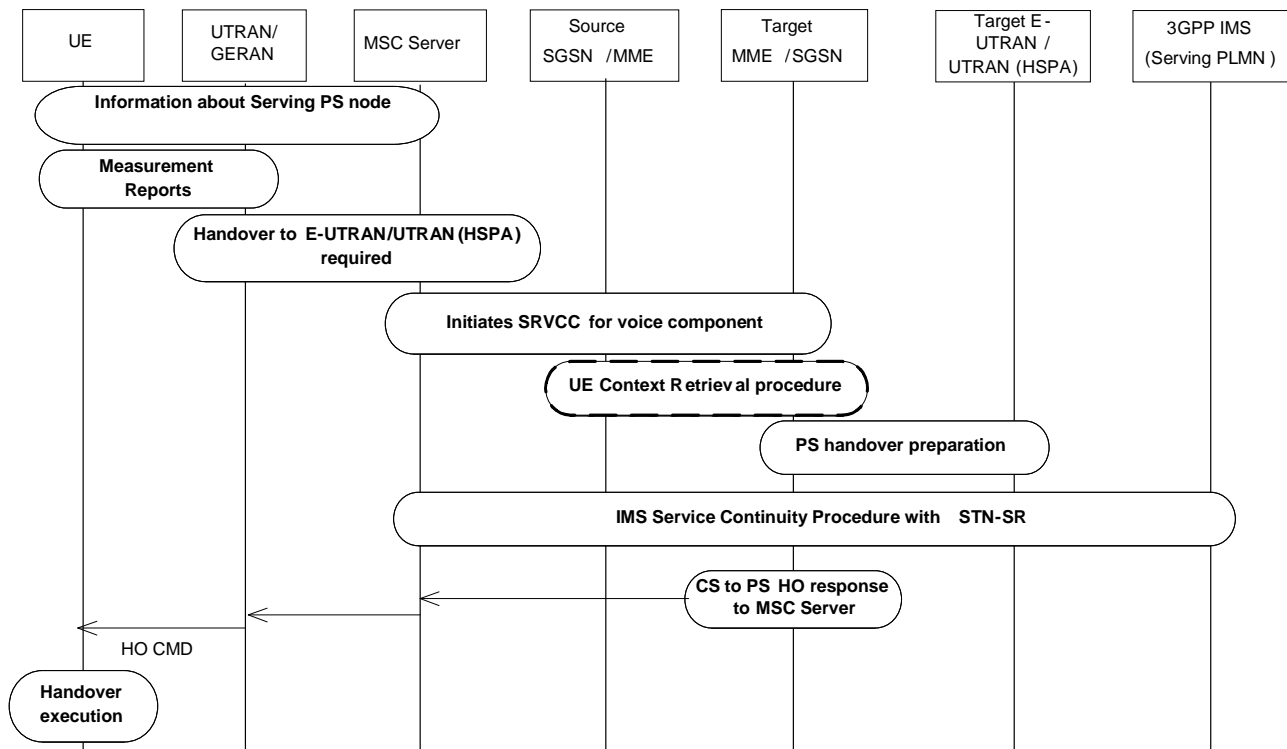 UE
UTRAN/
GERAN
MSC Server
Source
SGSN /MME
Target
MME /SGSN
Target E-
UTRAN /
UTRAN (HSPA)
3GPP IMS
(Serving PLMN )
Information about Serving PS node
Measurement
Reports
Handover to E-UTRAN/UTRAN (HSPA)
required
Initiates SRVCC for voice component
UE Context Retrieval procedure
PS handover preparation
IMS Service Continuity Procedure with STN-SR
CS to PS HO response
to MSC Server
HO CMD
Handover
execution